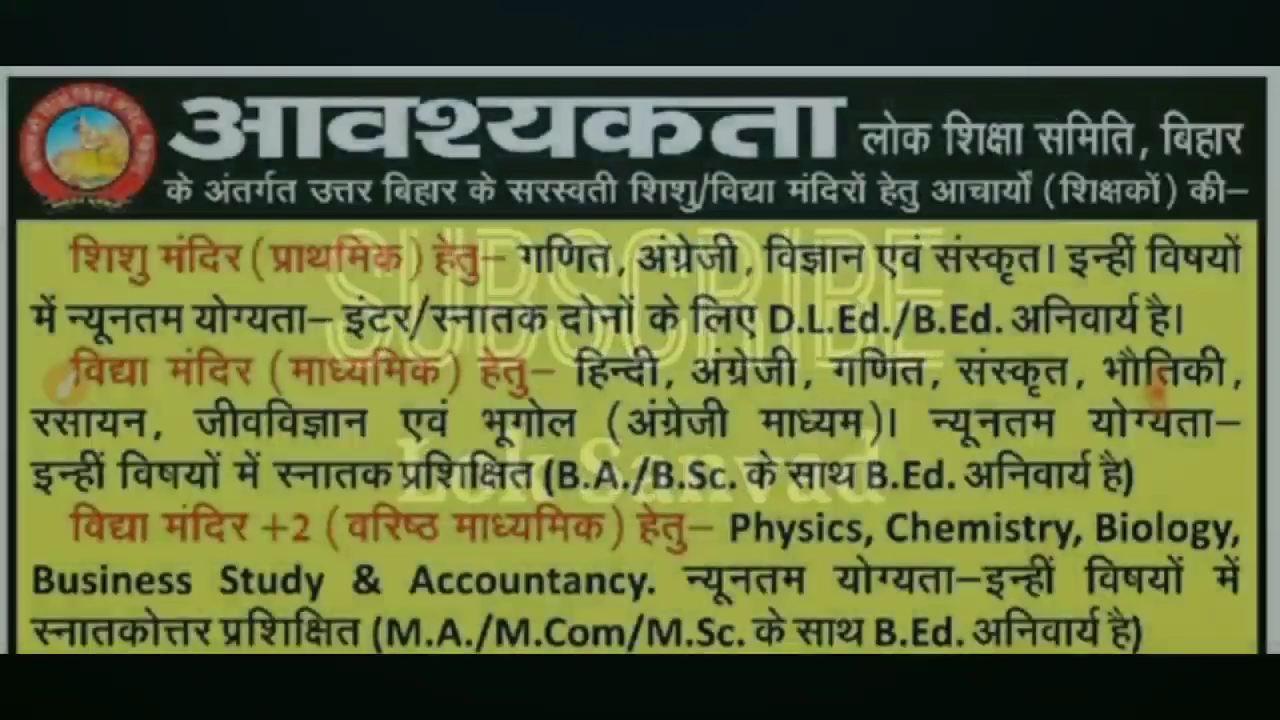 आवश्यकता लोक शिक्षा समिति, बिहार
के अंतर्गत उत्तर बिहार के सरस्वती शिशु/विद्या मंदिरों हेतु आचार्यों (शिक्षकों) की–
शिशु मंदिर (प्राथमिक) हेतु– गणित, अंग्रेजी, विज्ञान एवं संस्कृत। इन्हीं विषयों
में न्यूनतम योग्यता– इंटर/स्नातक दोनों के लिए D.L.Ed./B.Ed. अनिवार्य है।
विद्या मंदिर (माध्यमिक) हेतु– हिन्दी, अंग्रेजी, गणित, संस्कृत, भौतिकी,
रसायन, जीवविज्ञान एवं भूगोल (अंग्रेजी माध्यम)। न्यूनतम योग्यता–
इन्हीं विषयों में स्नातक प्रशिक्षित (B.A./B.Sc. के साथ B.Ed. अनिवार्य है)
विद्या मंदिर +2 (वरिष्ठ माध्यमिक) हेतु– Physics, Chemistry, Biology,
Business Study & Accountancy. न्यूनतम योग्यता–इन्हीं विषयों में
स्नातकोत्तर प्रशिक्षित (M.A./M.Com/M.Sc. के साथ B.Ed. अनिवार्य है)
SUBSCRIBE
Lok Sanvad